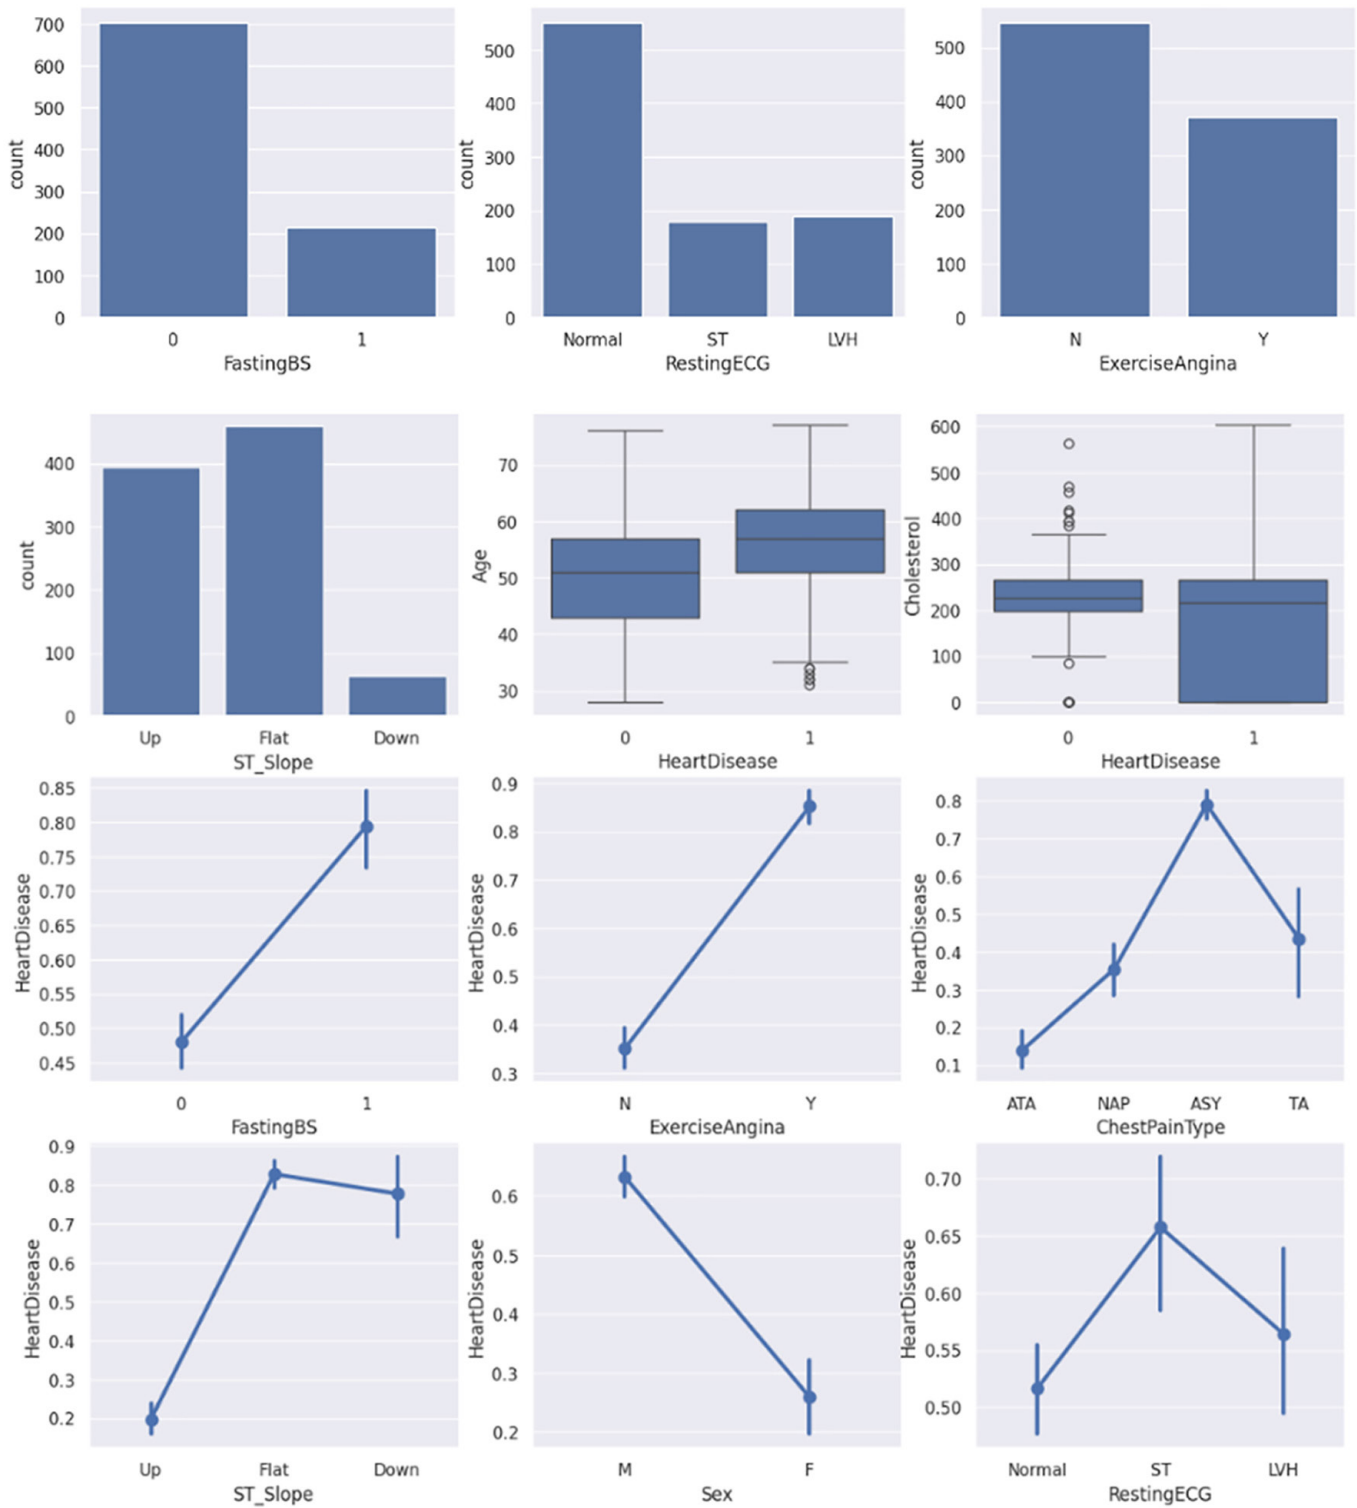 700
600
500
400
300
200
100
0
count
0 1
FastingBS
500
400
300
200
100
0
count
Normal ST LVH
RestingECG
500
400
300
200
100
0
count
N Y
ExerciseAngina
400
300
200
100
0
count
Up Flat Down
ST_Slope
70
60
50
40
30
Age
0 1
HeartDisease
600
500
400
300
200
100
0
Cholesterol
0 1
HeartDisease
0.85
0.80
0.75
0.70
0.65
0.60
0.55
0.50
0.45
HeartDisease
0 1
FastingBS
0.9
0.8
0.7
0.6
0.5
0.4
0.3
HeartDisease
N Y
ExerciseAngina
0.8
0.7
0.6
0.5
0.4
0.3
0.2
0.1
HeartDisease
ATA NAP ASY TA
ChestPainType
0.9
0.8
0.7
0.6
0.5
0.4
0.3
0.2
HeartDisease
Up Flat Down
ST_Slope
0.6
0.5
0.4
0.3
0.2
HeartDisease
M F
Sex
0.70
0.65
0.60
0.55
0.50
HeartDisease
Normal ST LVH
RestingECG